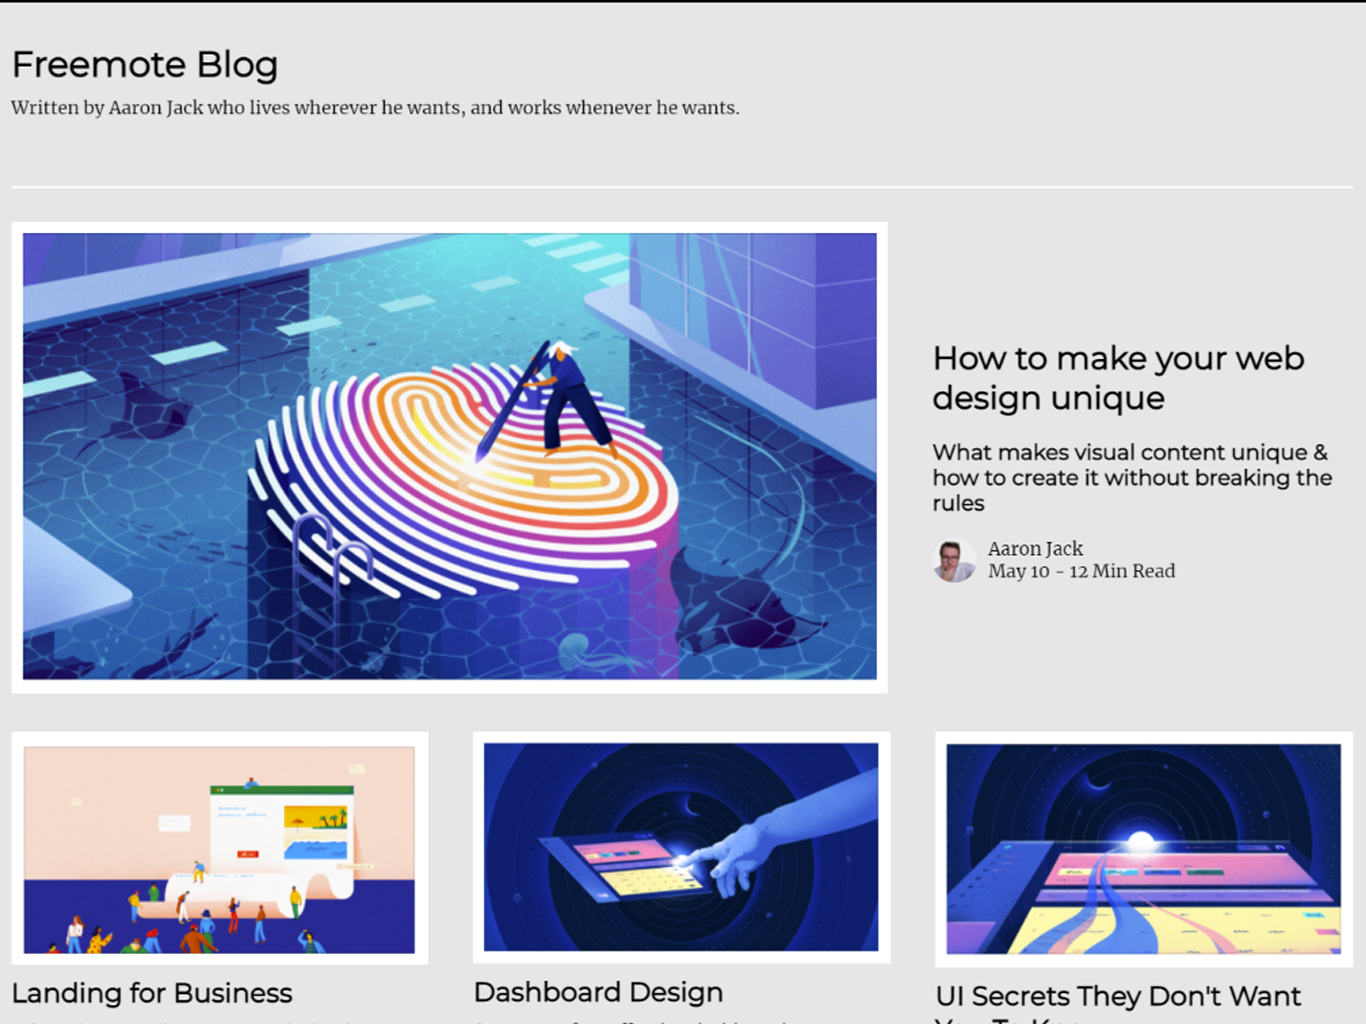 Freemote Blog
Written by Aaron Jack who lives wherever he wants, and works whenever he wants.
How to make your web
design unique
What makes visual content unique &
how to create it without breaking the
rules
Aaron Jack
May 10 - 12 Min Read
Landing for Business
Dashboard Design
UI Secrets They Don't Want